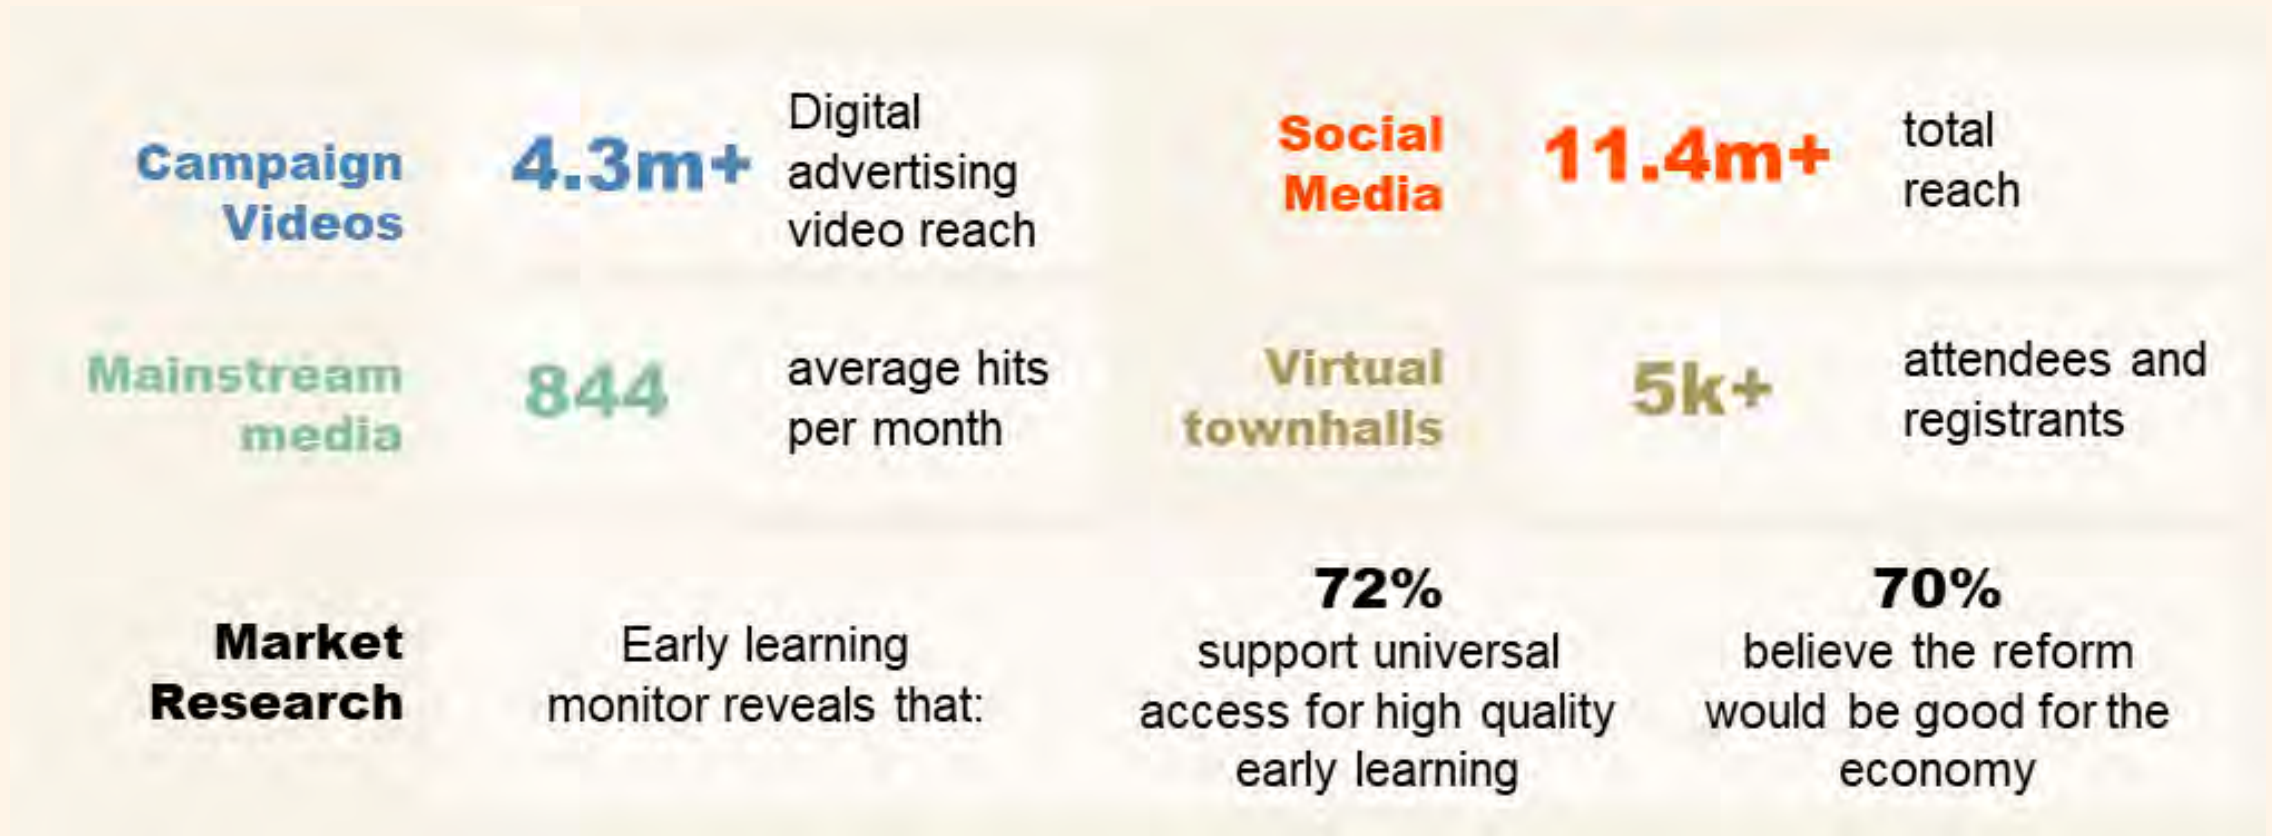 Campaign
Videos
4.3m+
Digital
advertising
video reach
Social
Media
11.4m+
total
reach
Mainstream
media
844
average hits
per month
Virtual
townhalls
5k+
attendees and
registrants
Market
Research
Early learning
monitor reveals that:
72%
support universal
access for high quality
early learning
70%
believe the reform
would be good for the
economy